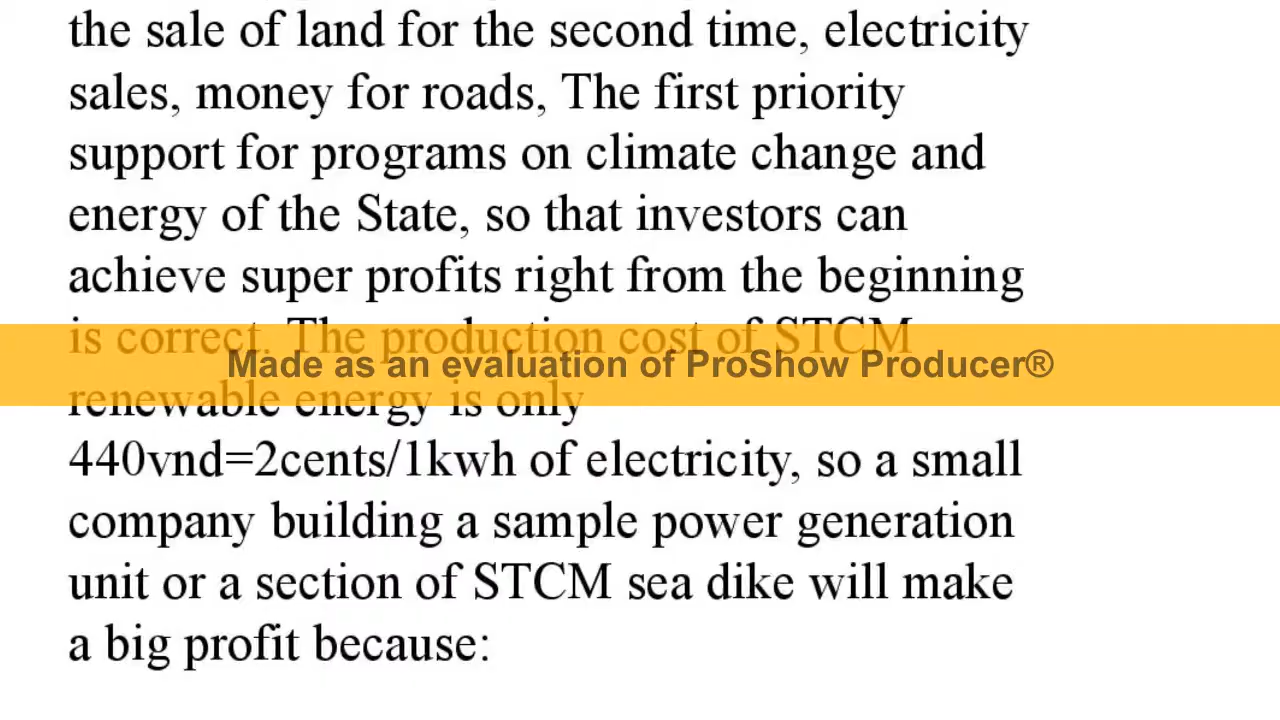 the sale of land for the second time, electricity
sales, money for roads, The first priority
support for programs on climate change and
energy of the State, so that investors can
achieve super profits right from the beginning
is correct. The production cost of STCM
Made as an evaluation of ProShow Producer®
renewable energy is only
440vnd=2cents/1kwh of electricity, so a small
company building a sample power generation
unit or a section of STCM sea dike will make
a big profit because: